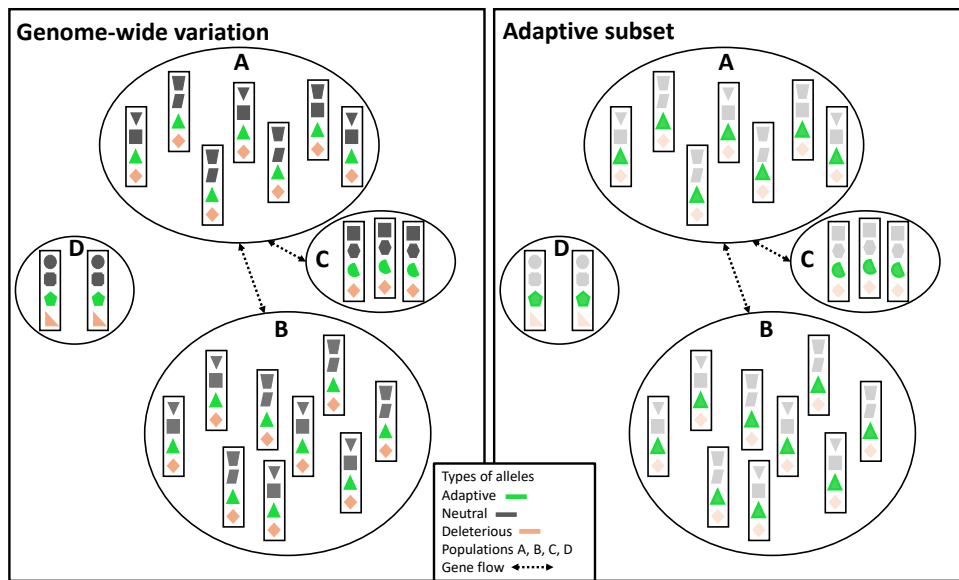 Genome-wide variation
A
D
C
B
Adaptive subset
A
D
C
B
Types of alleles
Adaptive
Neutral
Deleterious
Populations A, B, C, D
Gene flow